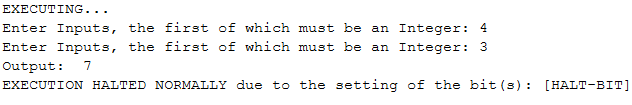 EXECUTING...
Enter Inputs, the first of which must be an Integer: 4
Enter Inputs, the first of which must be an Integer: 3
Output:  7
EXECUTION HALTED NORMALLY due to the setting of the bit(s): [HALT-BIT]